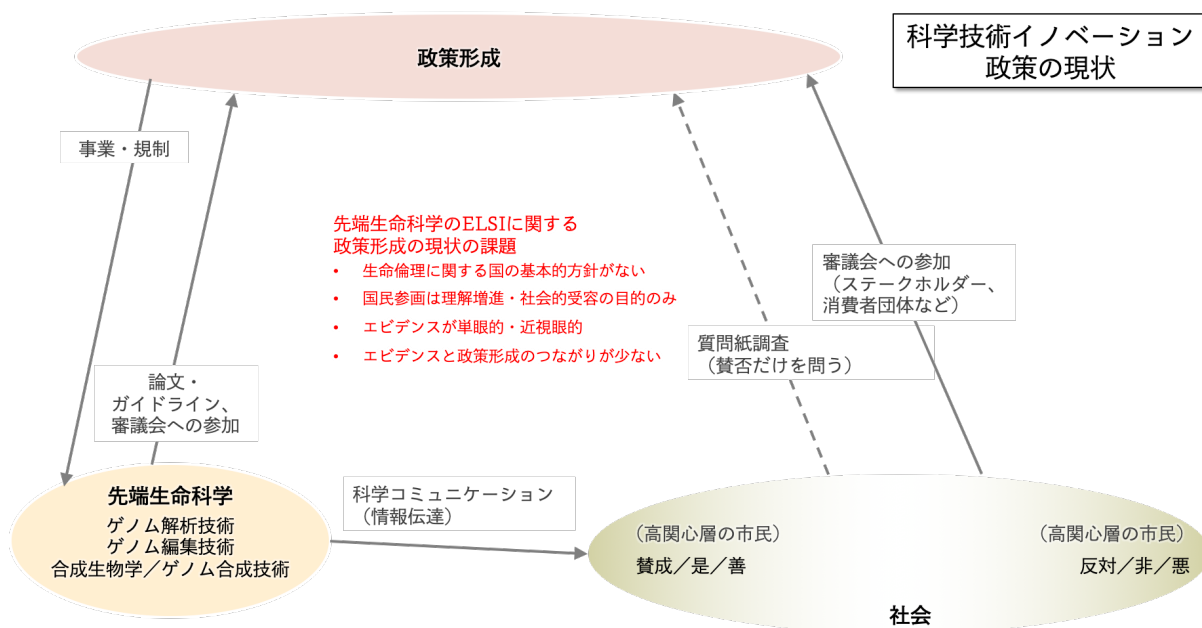 政策形成
科学技術イノベーション
政策の現状
事業・規制
先端生命科学のELSIに関する
政策形成の現状の課題
• 生命倫理に関する国の基本的方針がない
• 国民参画は理解増進・社会的受容の目的のみ
• エビデンスが単眼的・近視眼的
• エビデンスと政策形成のつながりが少ない
審議会への参加
（ステークホルダー、
消費者団体など）
質問紙調査
（賛否だけを問う）
論文・
ガイドライン、
審議会への参加
先端生命科学
ゲノム解析技術
ゲノム編集技術
合成生物学／ゲノム合成技術
科学コミュニケーション
（情報伝達）
（高関心層の市民）
賛成／是／善
（高関心層の市民）
反対／非／悪
社会